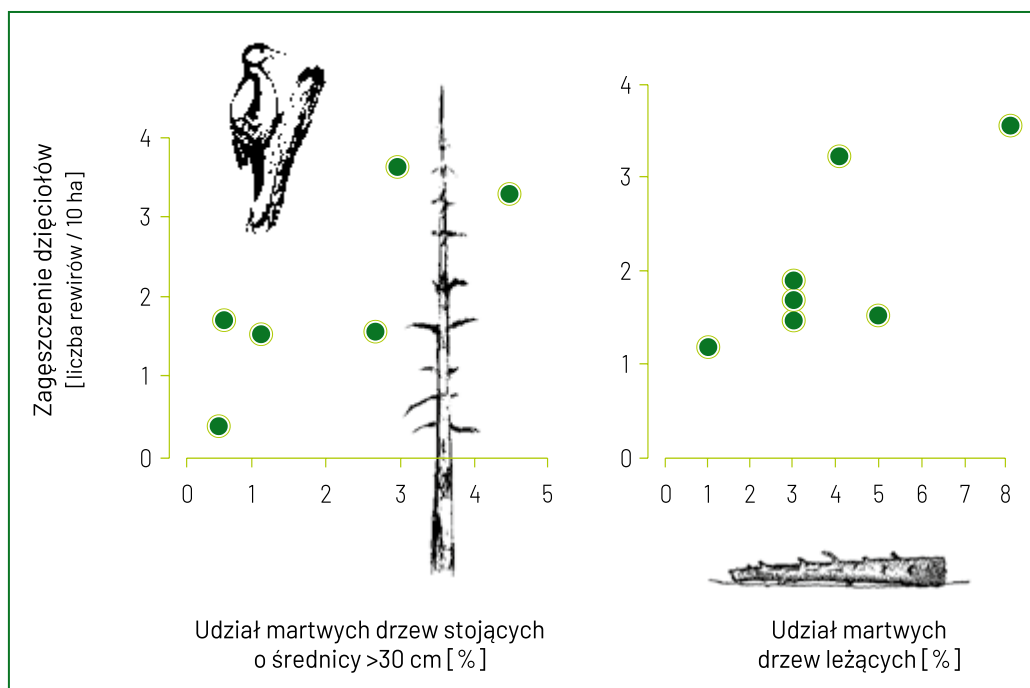 Zagęszczenie dzięciołów
[liczba rewirów / 10 ha]
4
3
2
1
0
0 1 2 3 4 5
Udział martwych drzew stojących
o średnicy >30 cm [%]
4
3
2
1
0
0 1 2 3 4 5 6 7 8
Udział martwych
drzew leżących [%]